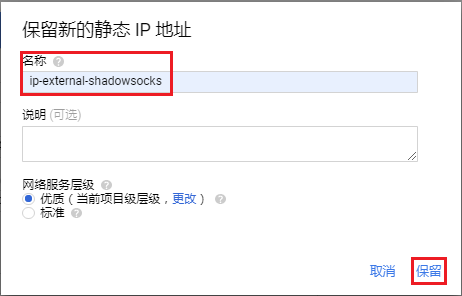 保留新的静态 IP 地址
名称 ?
ip-external-shadowsocks
说明 (可选)
网络服务层级 ?
优质（当前项目级层级，更改） ?
标准 ?
取消 保留